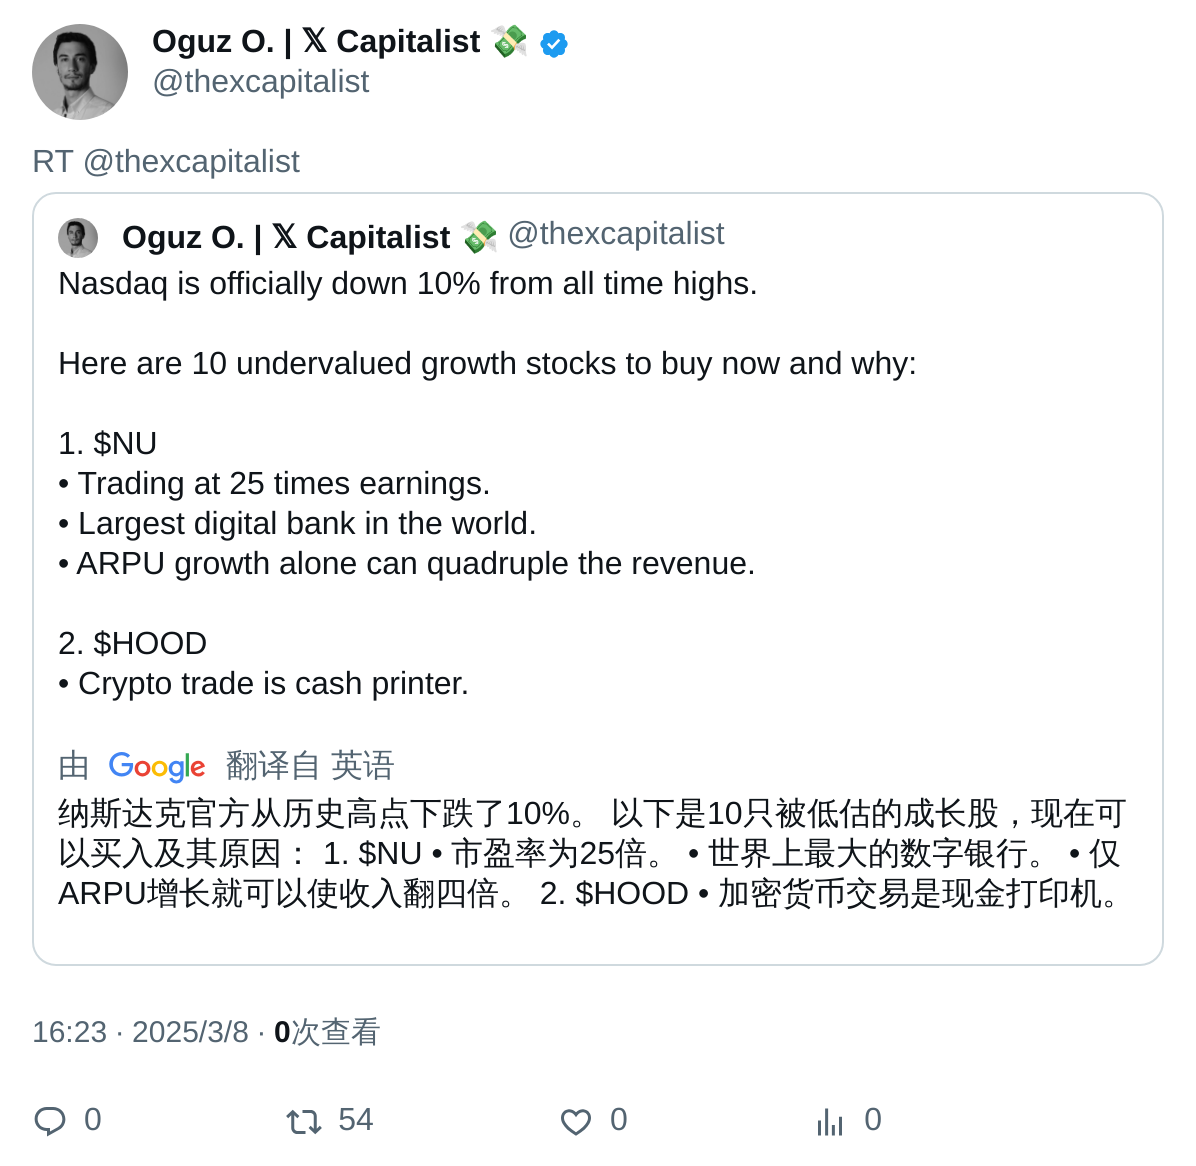 Oguz O. | 𝕏 Capitalist 💸
@thexcapitalist
RT @thexcapitalist
Oguz O. | 𝕏 Capitalist 💸 @thexcapitalist
Nasdaq is officially down 10% from all time highs.
Here are 10 undervalued growth stocks to buy now and why:
1. $NU
• Trading at 25 times earnings.
• Largest digital bank in the world.
• ARPU growth alone can quadruple the revenue.
2. $HOOD
• Crypto trade is cash printer.
由 Google 翻译自 英语
纳斯达克官方从历史高点下跌了10%。 以下是10只被低估的成长股，现在可
以买入及其原因： 1. $NU • 市盈率为25倍。 • 世界上最大的数字银行。 • 仅
ARPU增长就可以使收入翻四倍。 2. $HOOD • 加密货币交易是现金打印机。
16:23 · 2025/3/8 · 0次查看
0 54 0 0